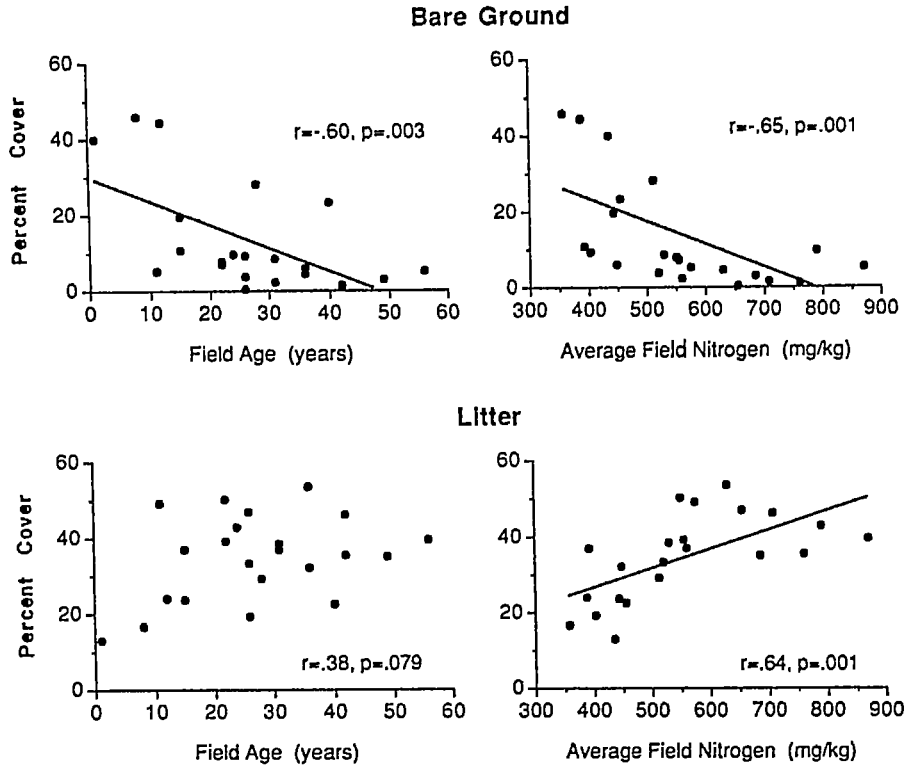 Bare Ground
60
40
20
0
Percent Cover
r=-.60, p=.003
0 10 20 30 40 50 60
Field Age (years)
60
40
20
0
r=-.65, p=.001
300 400 500 600 700 800 900
Average Field Nitrogen (mg/kg)
Litter
60
40
20
0
Percent Cover
r=.38, p=.079
0 10 20 30 40 50 60
Field Age (years)
60
40
20
0
r=.64, p=.001
300 400 500 600 700 800 900
Average Field Nitrogen (mg/kg)